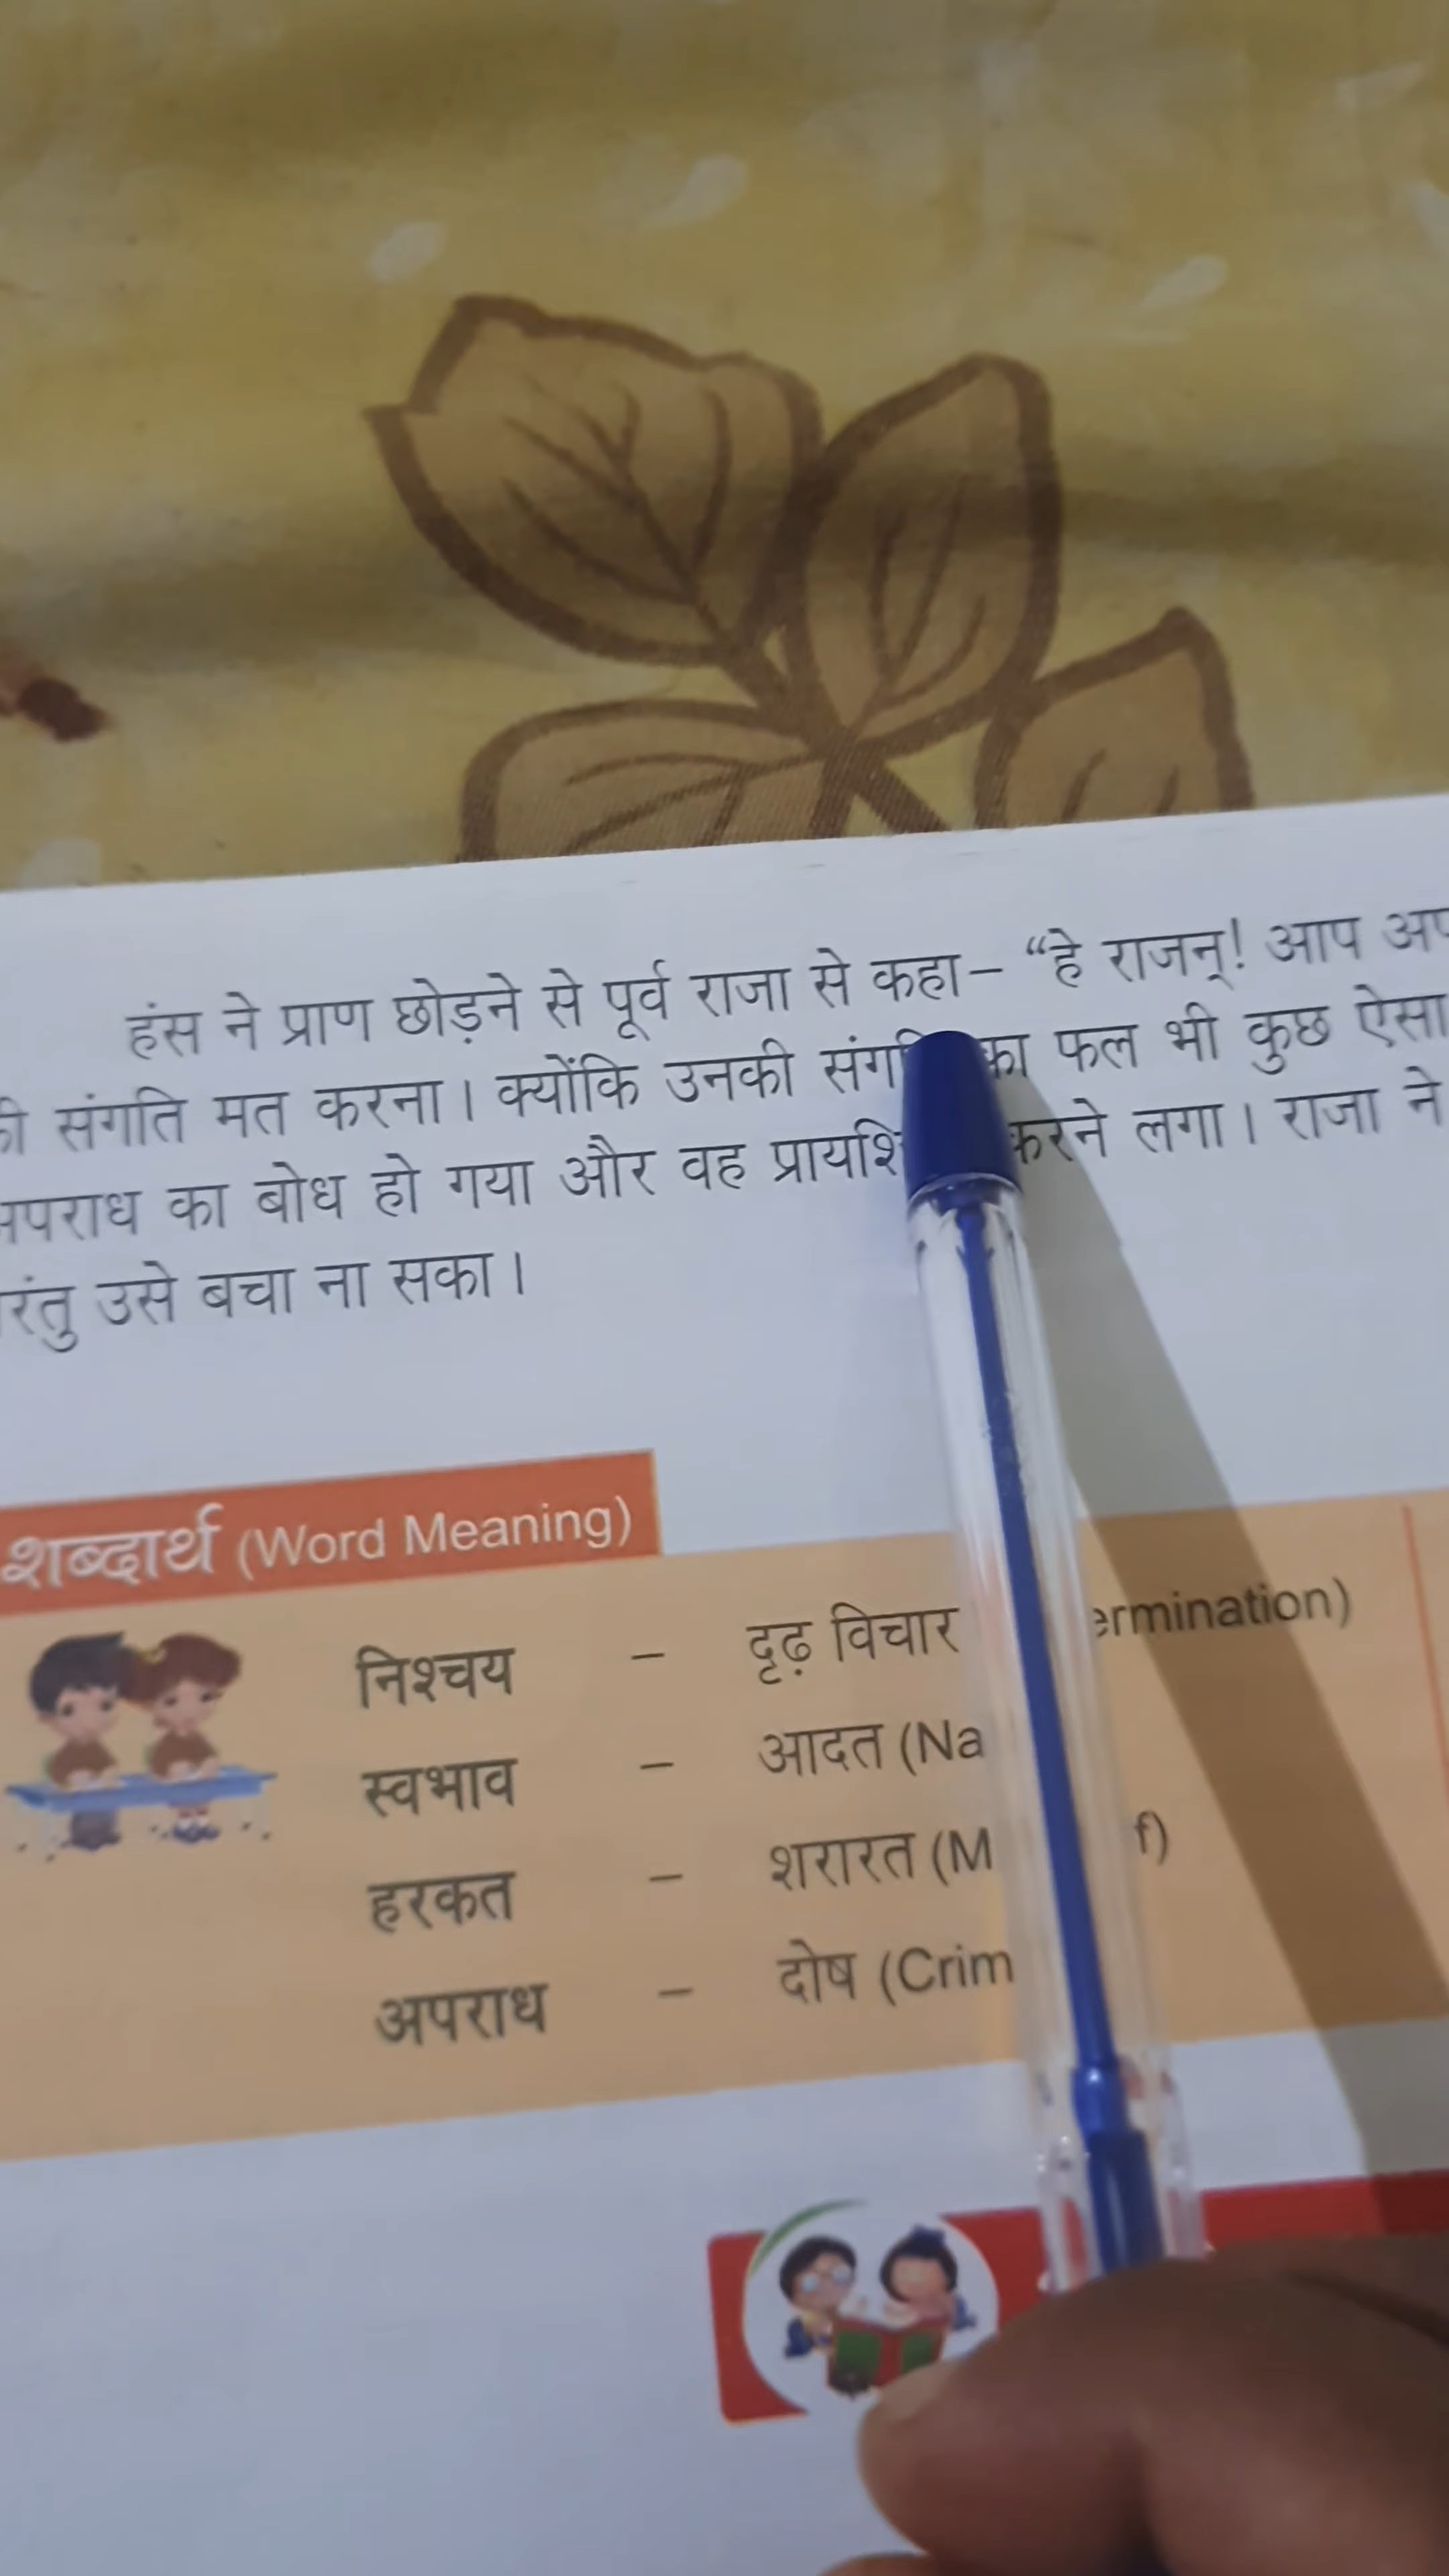 हंस ने प्राण छोड़ने से पूर्व राजा से कहा– “हे राजन्! आप
संगति मत करना। क्योंकि उनकी का फल भी कुछ ऐसा
का बोध हो गया और वह करने लगा। राजा ने
उसे बचा ना सका।
शब्दार्थ (Word Meaning)
निश्चय – दृढ़ विचार
स्वभाव – आदत
हरकत – शरारत
अपराध – दोष